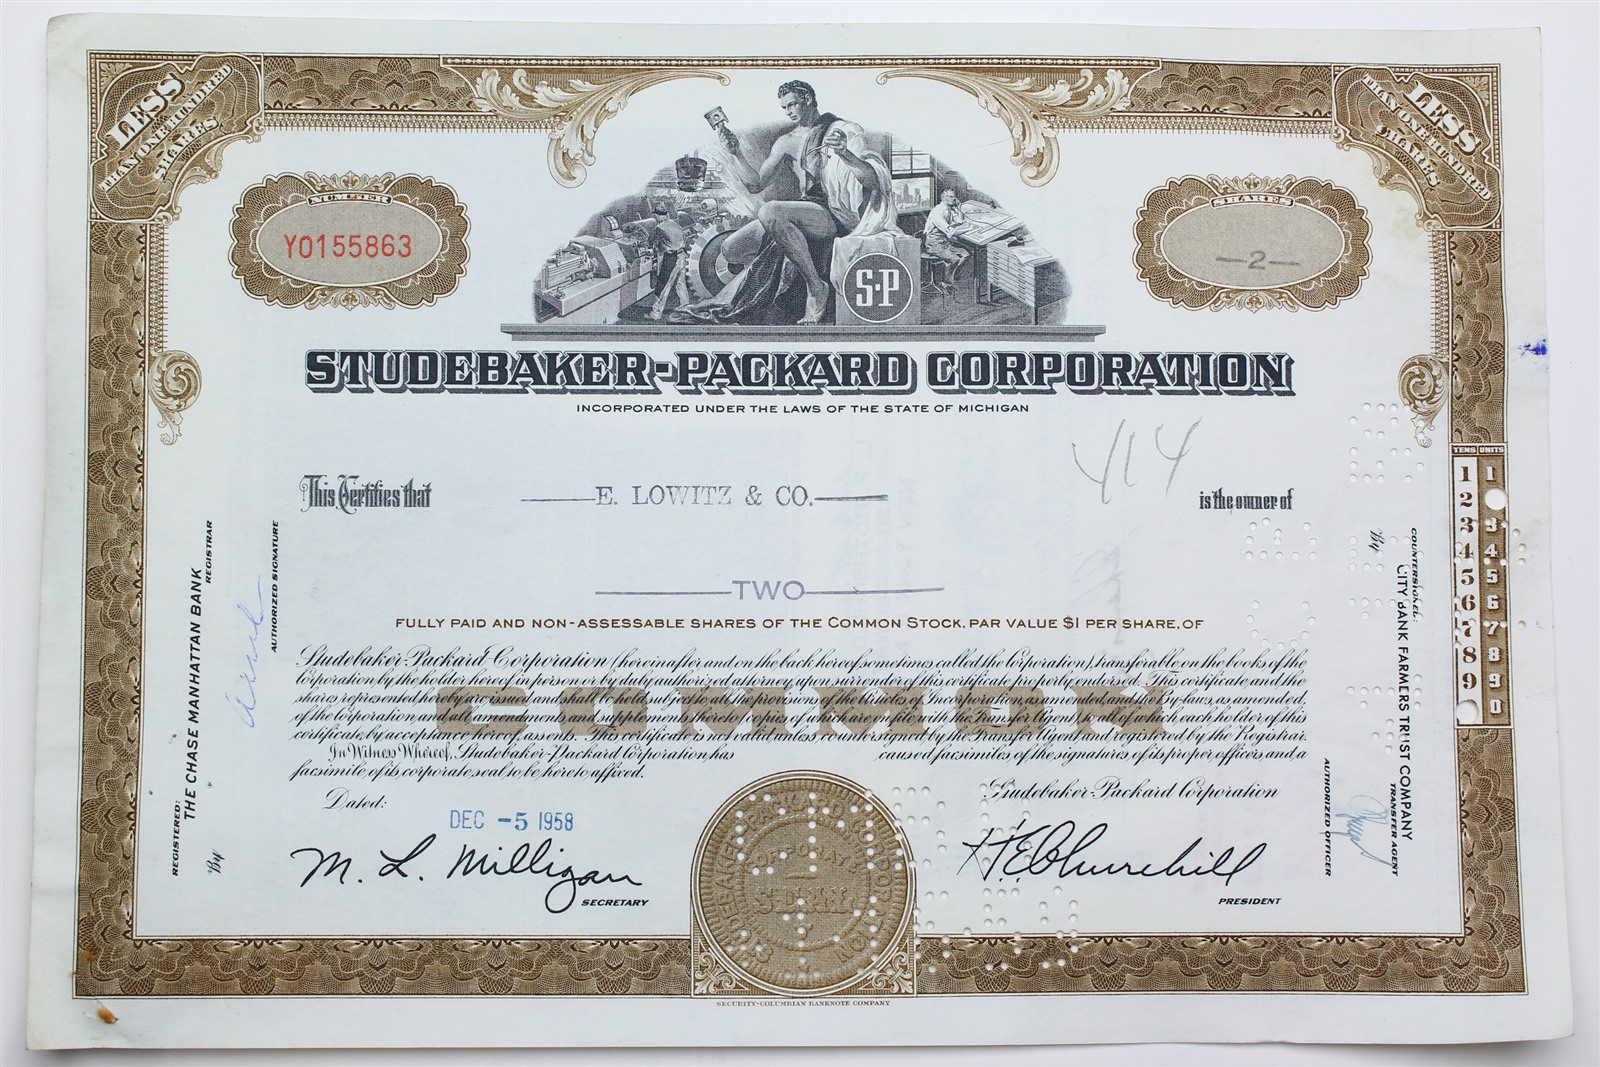 LESS
THAN ONE HUNDRED
SHARES
LESS
THAN ONE HUNDRED
SHARES
NUMBER
Y0155863
SHARES
—2—
S·P
STUDEBAKER-PACKARD CORPORATION
INCORPORATED UNDER THE LAWS OF THE STATE OF MICHIGAN
414
This Certifies that
E. LOWITZ & CO.
is the owner of
TWO
FULLY PAID AND NON-ASSESSABLE SHARES OF THE COMMON STOCK, PAR VALUE $1 PER SHARE, OF
Studebaker-Packard Corporation (hereinafter and on the back hereof sometimes called the Corporation), transferable on the books of the
Corporation by the holder hereof in person or by duly authorized attorney, upon surrender of this certificate properly endorsed. This certificate and the
shares represented hereby are issued and shall be held subject to all the provisions of the Articles of Incorporation, as amended, and the By-laws, as amended,
of the Corporation and all amendments and supplements thereto (copies of which are on file with the Transfer Agent), to all of which each holder of this
certificate, by acceptance hereof, assents. This certificate is not valid unless countersigned by the Transfer Agent and registered by the Registrar.
In Witness Whereof, Studebaker-Packard Corporation has caused facsimiles of the signatures of its proper officers and a
facsimile of its corporate seal to be hereto affixed.
COMMON
Dated:
DEC -5 1958
Studebaker-Packard Corporation
M. L. Milligan
SECRETARY
H E Churchill
PRESIDENT
STUDEBAKER-PACKARD CORPORATION
CORPORATE
SEAL
SECURITY-COLUMBIAN BANKNOTE COMPANY
REGISTERED:
THE CHASE MANHATTAN BANK
REGISTRAR
By
AUTHORIZED SIGNATURE
COUNTERSIGNED:
CITY BANK FARMERS TRUST COMPANY
TRANSFER AGENT
By
AUTHORIZED OFFICER
TENS UNITS
1 1
2
3 3
4 4
5 5
6 6
7 7
8 8
9 9
0